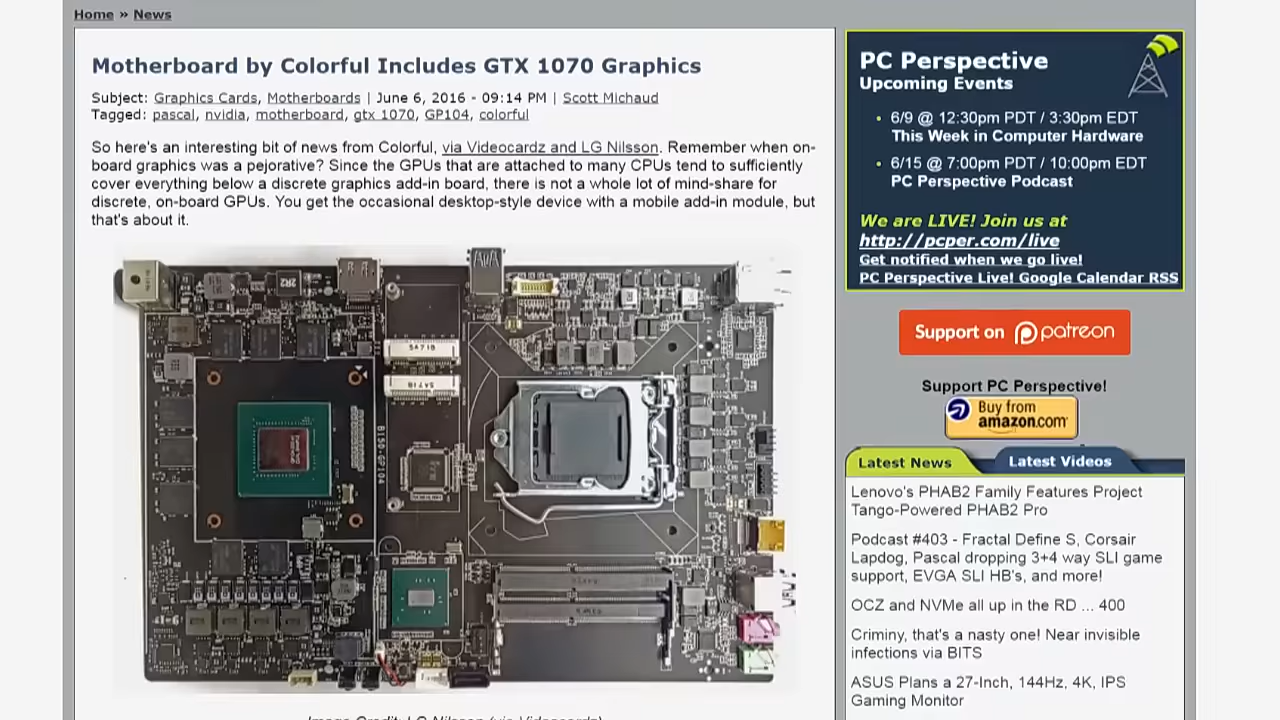 Home » News
Motherboard by Colorful Includes GTX 1070 Graphics
Subject: Graphics Cards, Motherboards | June 6, 2016 - 09:14 PM | Scott Michaud
Tagged: pascal, nvidia, motherboard, gtx 1070, GP104, colorful
So here's an interesting bit of news from Colorful, via Videocardz and LG Nilsson. Remember when on-
board graphics was a pejorative? Since the GPUs that are attached to many CPUs tend to sufficiently
cover everything below a discrete graphics add-in board, there is not a whole lot of mind-share for
discrete, on-board GPUs. You get the occasional desktop-style device with a mobile add-in module, but
that's about it.
2R2
SA71B
SA71B
B150-GP104
Image Credit: LG Nilsson (via Videocardz)
PC Perspective
Upcoming Events
• 6/9 @ 12:30pm PDT / 3:30pm EDT
This Week in Computer Hardware
• 6/15 @ 7:00pm PDT / 10:00pm EDT
PC Perspective Podcast
We are LIVE! Join us at
http://pcper.com/live
Get notified when we go live!
PC Perspective Live! Google Calendar RSS
Support on patreon
Support PC Perspective!
Buy from
amazon.com
Latest News
Latest Videos
Lenovo's PHAB2 Family Features Project
Tango-Powered PHAB2 Pro
Podcast #403 - Fractal Define S, Corsair
Lapdog, Pascal dropping 3+4 way SLI game
support, EVGA SLI HB's, and more!
OCZ and NVMe all up in the RD ... 400
Criminy, that's a nasty one! Near invisible
infections via BITS
ASUS Plans a 27-Inch, 144Hz, 4K, IPS
Gaming Monitor